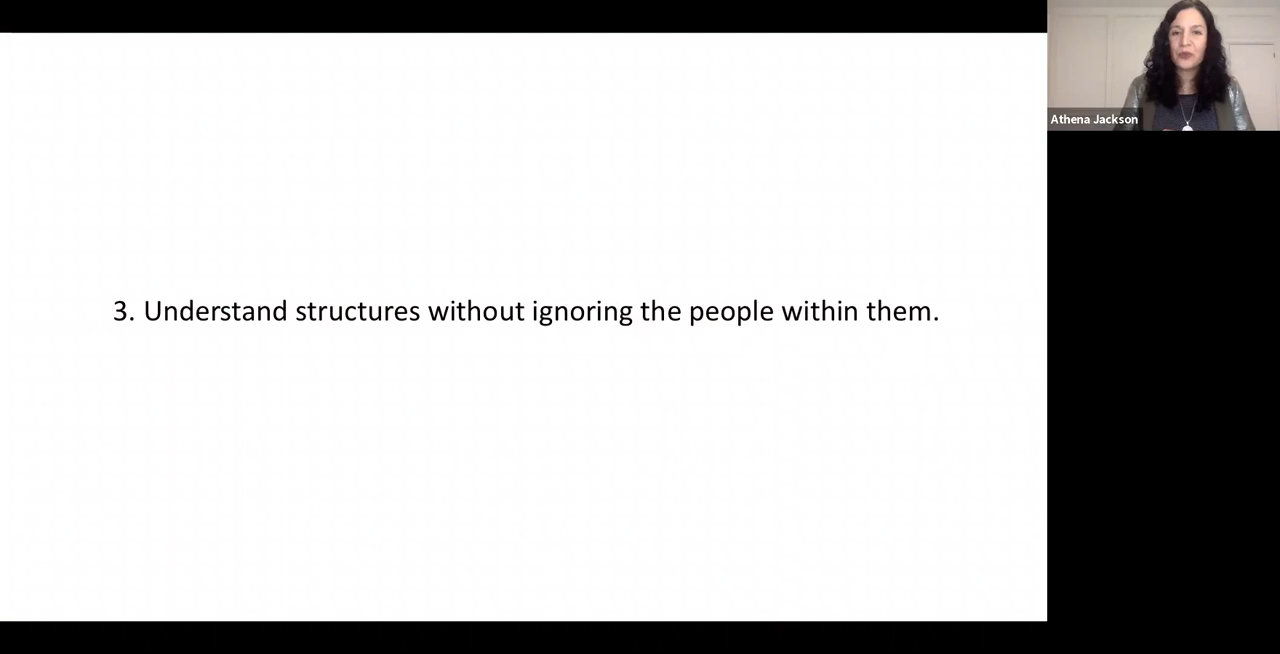 3. Understand structures without ignoring the people within them.
Athena Jackson